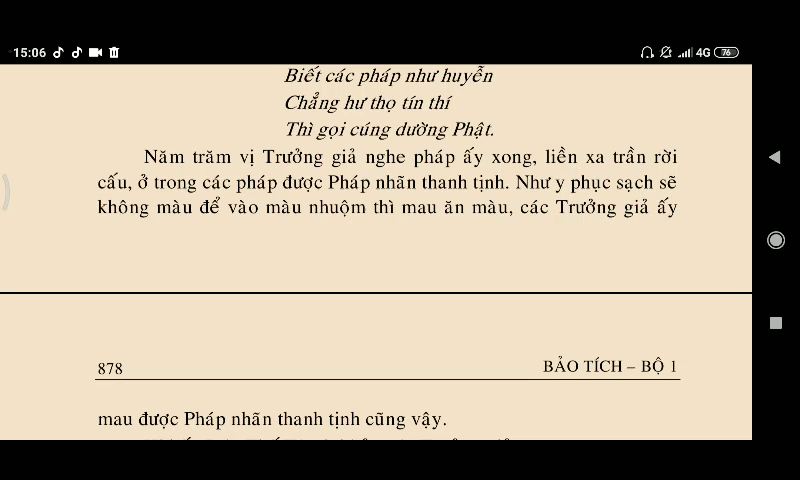 15:06
4G 76
Biết các pháp như huyễn
Chẳng hư thọ tín thí
Thì gọi cúng dường Phật.
Năm trăm vị Trưởng giả nghe pháp ấy xong, liền xa trần rời
cấu, ở trong các pháp được Pháp nhãn thanh tịnh. Như y phục sạch sẽ
không màu để vào màu nhuộm thì mau ăn màu, các Trưởng giả ấy
878 BẢO TÍCH – BỘ 1
mau được Pháp nhãn thanh tịnh cũng vậy.